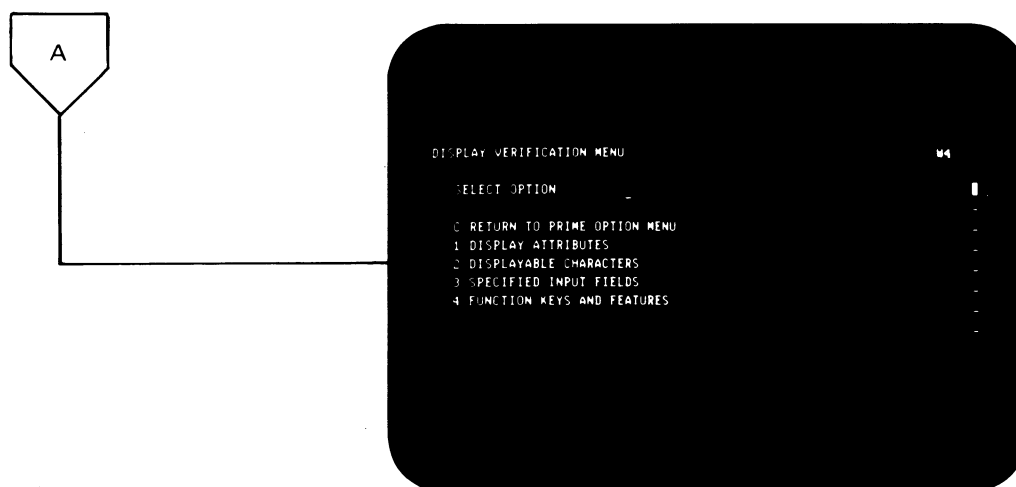 A
DISPLAY VERIFICATION MENU W4
SELECT OPTION _
0 RETURN TO PRIME OPTION MENU
1 DISPLAY ATTRIBUTES
2 DISPLAYABLE CHARACTERS
3 SPECIFIED INPUT FIELDS
4 FUNCTION KEYS AND FEATURES